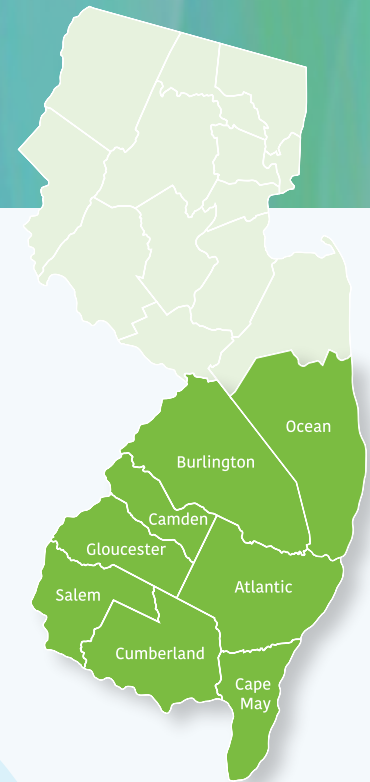 Ocean
Burlington
Camden
Gloucester
Atlantic
Salem
Cumberland
Cape
May